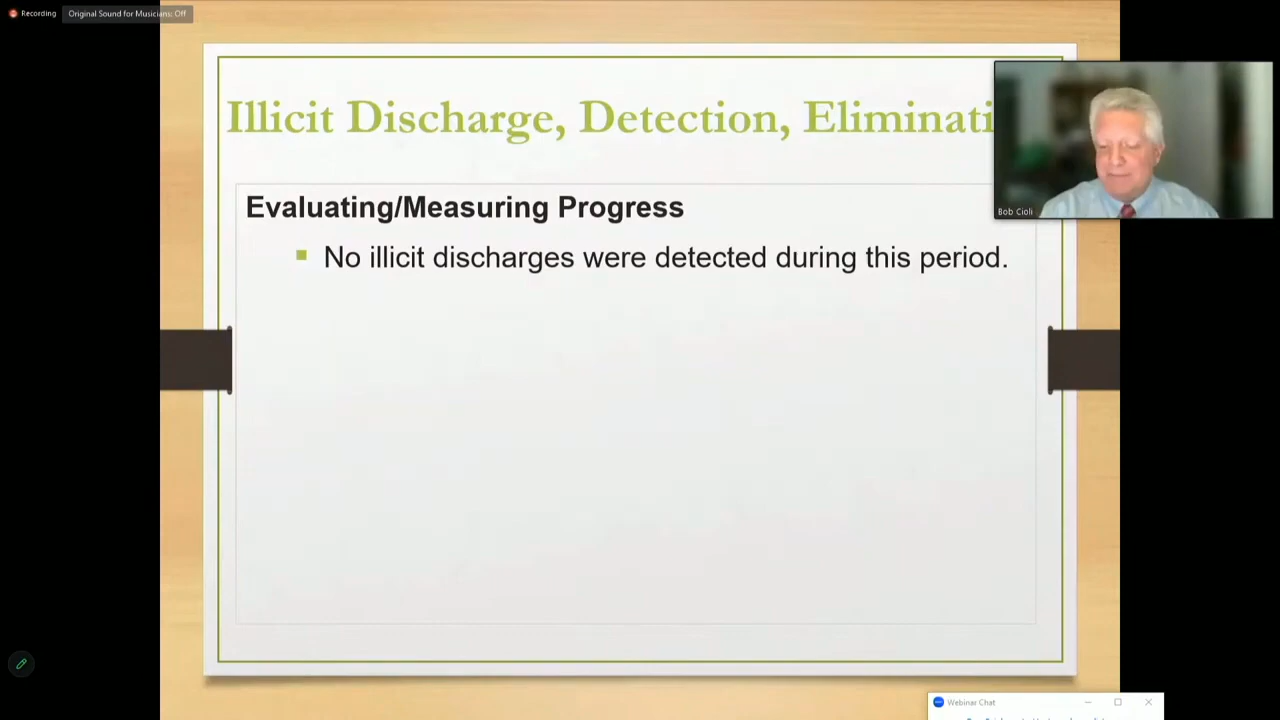 Recording
Original Sound for Musicians: Off
Illicit Discharge, Detection, Eliminati
Evaluating/Measuring Progress
No illicit discharges were detected during this period.
Bob Cioli
Webinar Chat